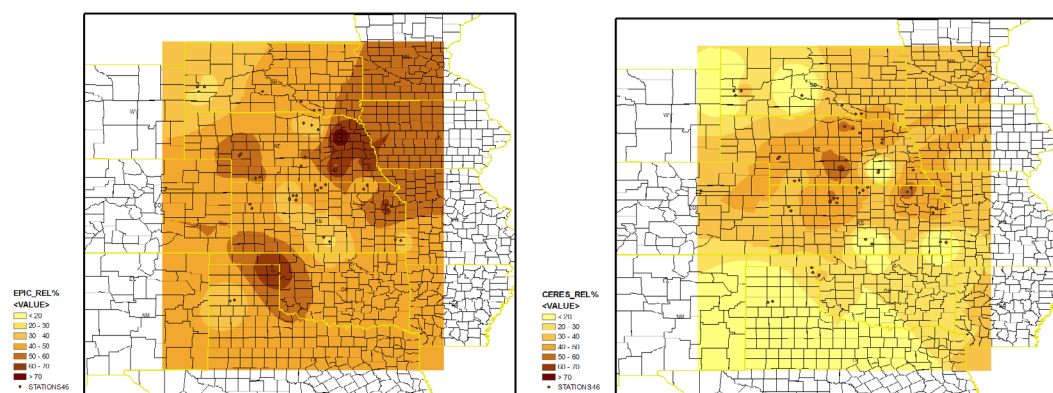 SD
WY
NE
CO
KS
OK
NM
EPIC_REL%
<VALUE>
< 20
20 - 30
30 - 40
40 - 50
50 - 60
60 - 70
> 70
STATIONS46
SD
WY
NE
KS
CERES_REL%
<VALUE>
< 20
20 - 30
30 - 40
40 - 50
50 - 60
60 - 70
> 70
STATIONS46